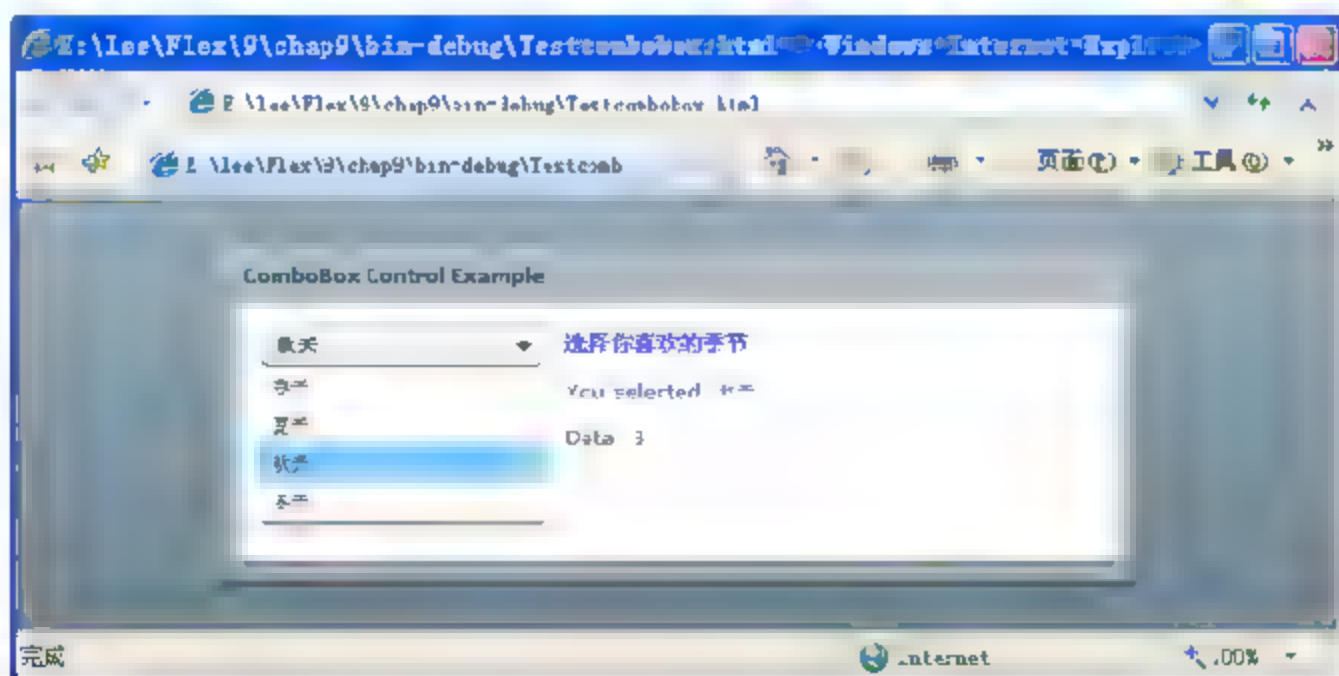 E:\lee\Flex\9\chap9\bin-debug\Testcombobox.html - Windows Internet Explorer
E:\lee\Flex\9\chap9\bin-debug\Testcombobox.html
E:\lee\Flex\9\chap9\bin-debug\Testcomb
页面(P) 工具(O)
ComboBox Control Example
秋天
选择你喜欢的季节
春天
You selected: 秋天
夏天
Data: 3
秋天
冬天
完成
Internet
100%